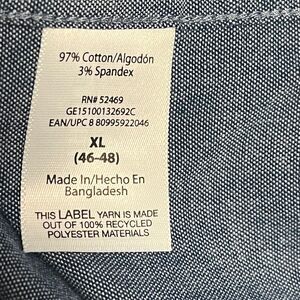 97% Cotton/Algodón
3% Spandex
RN# 52469
GE15100132692C
EAN/UPC 8 80995922046
XL
(46-48)
Made In/Hecho En
Bangladesh
THIS LABEL YARN IS MADE
OUT OF 100% RECYCLED
POLYESTER MATERIALS